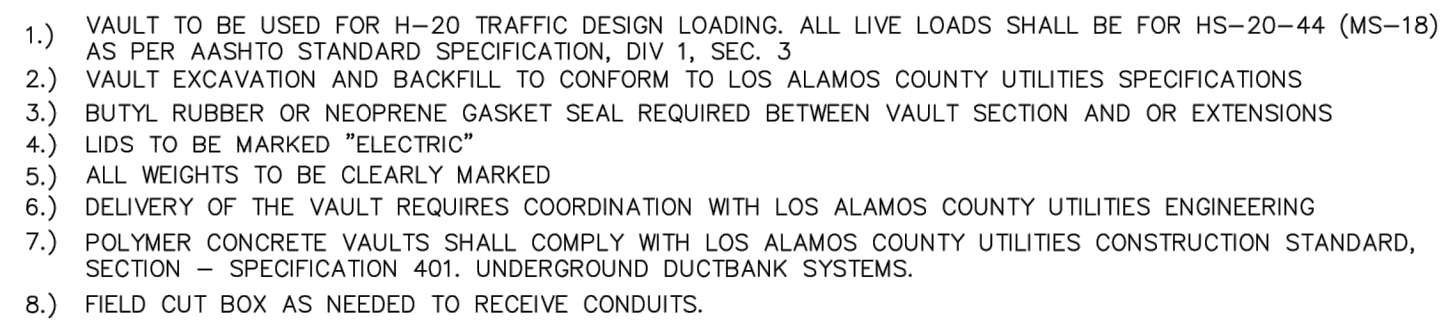 1.) VAULT TO BE USED FOR H-20 TRAFFIC DESIGN LOADING. ALL LIVE LOADS SHALL BE FOR HS-20-44 (MS-18)
AS PER AASHTO STANDARD SPECIFICATION, DIV 1, SEC. 3
2.) VAULT EXCAVATION AND BACKFILL TO CONFORM TO LOS ALAMOS COUNTY UTILITIES SPECIFICATIONS
3.) BUTYL RUBBER OR NEOPRENE GASKET SEAL REQUIRED BETWEEN VAULT SECTION AND OR EXTENSIONS
4.) LIDS TO BE MARKED "ELECTRIC"
5.) ALL WEIGHTS TO BE CLEARLY MARKED
6.) DELIVERY OF THE VAULT REQUIRES COORDINATION WITH LOS ALAMOS COUNTY UTILITIES ENGINEERING
7.) POLYMER CONCRETE VAULTS SHALL COMPLY WITH LOS ALAMOS COUNTY UTILITIES CONSTRUCTION STANDARD,
SECTION - SPECIFICATION 401. UNDERGROUND DUCTBANK SYSTEMS.
8.) FIELD CUT BOX AS NEEDED TO RECEIVE CONDUITS.